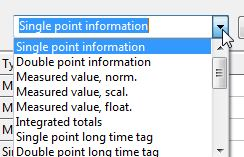 Single point information
Single point information
Double point information
Measured value, norm.
Measured value, scal.
Measured value, float.
Integrated totals
Single point long time tag
Double point long time tag